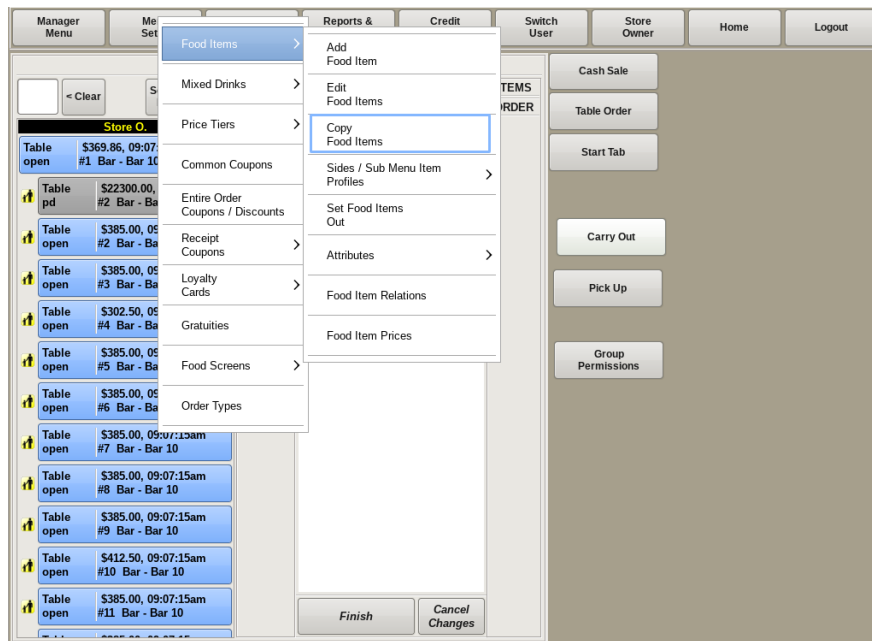 Manager
Menu
Me
Set
Reports &
Credit
Switch
User
Store
Owner
Home
Logout
Food Items
Mixed Drinks
Price Tiers
Common Coupons
Entire Order
Coupons / Discounts
Receipt
Coupons
Loyalty
Cards
Gratuities
Food Screens
Order Types
Add
Food Item
Edit
Food Items
Copy
Food Items
Sides / Sub Menu Item
Profiles
Set Food Items
Out
Attributes
Food Item Relations
Food Item Prices
< Clear
S
TEMS
RDER
Store O.
Table $369.86, 09:07:
open #1 Bar - Bar 10
Table $22300.00,
pd #2 Bar - Ba
Table $385.00, 09
open #2 Bar - Ba
Table $385.00, 09
open #3 Bar - Ba
Table $302.50, 09
open #4 Bar - Ba
Table $385.00, 09
open #5 Bar - Ba
Table $385.00, 09
open #6 Bar - Ba
Table $385.00, 09:07:15am
open #7 Bar - Bar 10
Table $385.00, 09:07:15am
open #8 Bar - Bar 10
Table $385.00, 09:07:15am
open #9 Bar - Bar 10
Table $412.50, 09:07:15am
open #10 Bar - Bar 10
Table $385.00, 09:07:15am
open #11 Bar - Bar 10
Finish
Cancel
Changes
Cash Sale
Table Order
Start Tab
Carry Out
Pick Up
Group
Permissions